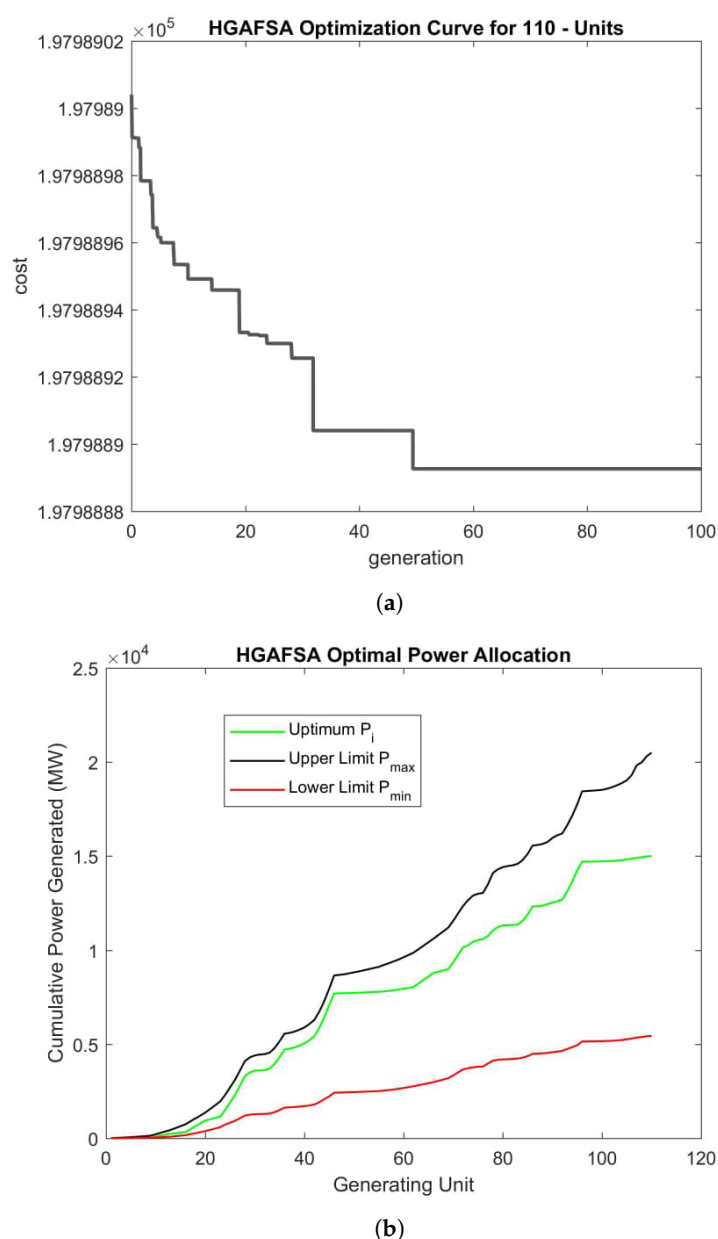 HGAFSA Optimization Curve for 110 - Units
×10^5
1.9798902
1.97989
1.9798898
1.9798896
1.9798894
1.9798892
1.979889
1.9798888
cost
0 20 40 60 80 100
generation
(a)
HGAFSA Optimal Power Allocation
×10^4
2.5
2
1.5
1
0.5
0
Cumulative Power Generated (MW)
Uptimum P_i
Upper Limit P_max
Lower Limit P_min
0 20 40 60 80 100 120
Generating Unit
(b)